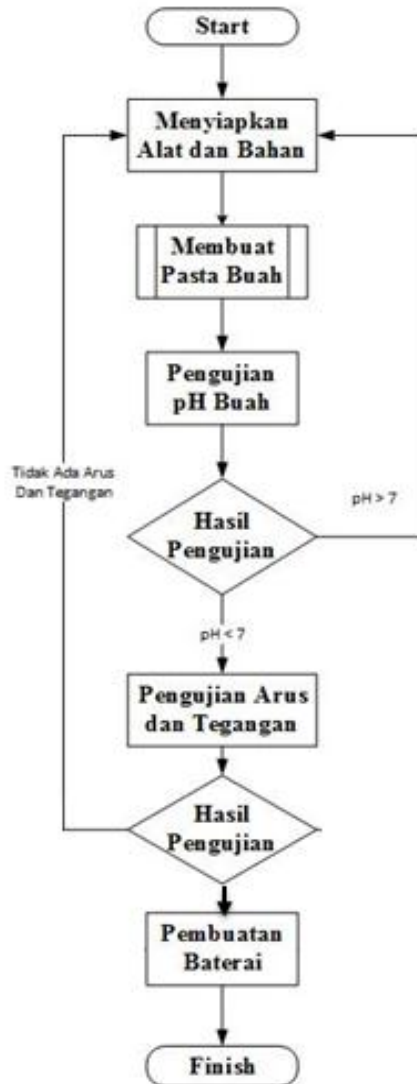 Start
Menyiapkan
Alat dan Bahan
Membuat
Pasta Buah
Pengujian
pH Buah
Tidak Ada Arus
Dan Tegangan
Hasil
Pengujian
pH > 7
pH < 7
Pengujian Arus
dan Tegangan
Hasil
Pengujian
Pembuatan
Baterai
Finish